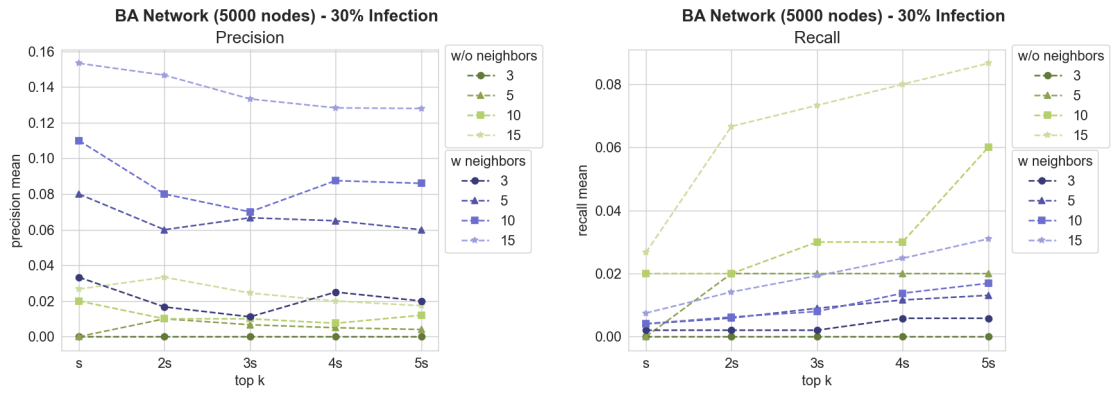 BA Network (5000 nodes) - 30% Infection
Precision
precision mean
0.16
0.14
0.12
0.10
0.08
0.06
0.04
0.02
0.00
s 2s 3s 4s 5s
top k
w/o neighbors
3
5
10
15
w neighbors
3
5
10
15
BA Network (5000 nodes) - 30% Infection
Recall
recall mean
0.08
0.06
0.04
0.02
0.00
s 2s 3s 4s 5s
top k
w/o neighbors
3
5
10
15
w neighbors
3
5
10
15